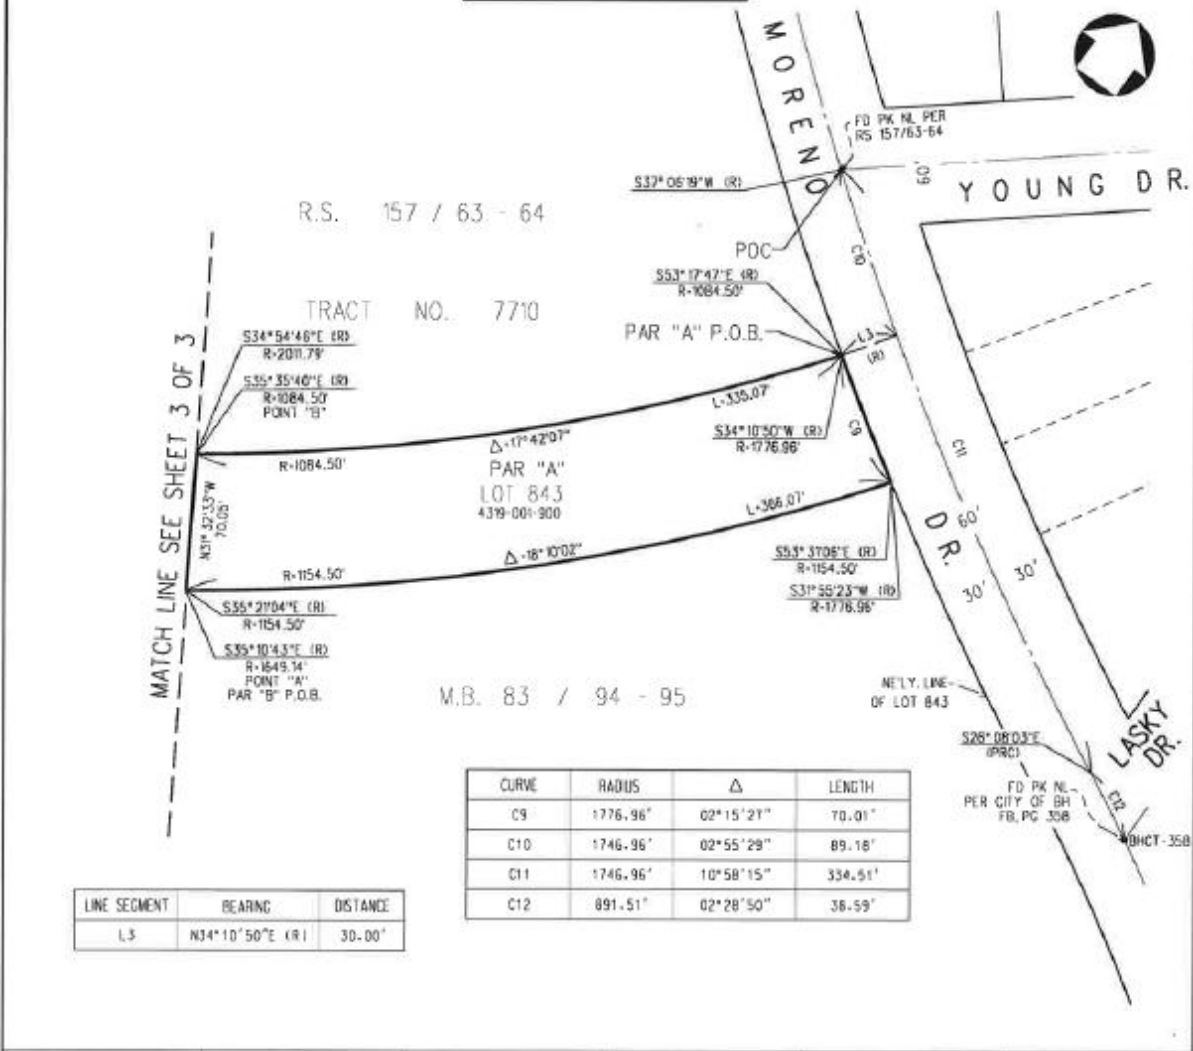 MORENO
FD PK NL PER
RS 157/63-64
S37°06'19"W (R)
60'
YOUNG DR.
R.S. 157 / 63 - 64
POC
C10
S53°17'47"E (R)
R=1084.50'
TRACT NO. 7710
PAR "A" P.O.B.
L3
(R)
S34°54'46"E (R)
R=2011.79'
S35°35'40"E (R)
R=1084.50'
POINT "B"
MATCH LINE SEE SHEET 3 OF 3
L=335.07'
S34°10'50"W (R)
R=1776.96'
C9
C11
Δ=17°42'07"
R=1084.50'
PAR "A"
LOT 843
4319-001-900
N31°32'33"W
70.05'
L=366.07'
DR.
60'
30'
30'
Δ=18°10'02"
S53°31'06"E (R)
R=1154.50'
R=1154.50'
S31°55'23"W (R)
R=1776.96'
S35°21'04"E (R)
R=1154.50'
S35°10'43"E (R)
R=1649.14'
POINT "A"
PAR "B" P.O.B.
M.B. 83 / 94 - 95
NE'LY. LINE
OF LOT 843
S26°08'03"E
(PRC)
LASKY
DR.
FD PK NL
PER CITY OF BH
FB, PG 358
C12
BHCT-358
CURVE RADIUS Δ LENGTH
C9 1776.96' 02°15'27" 70.01'
C10 1746.96' 02°55'29" 89.18'
C11 1746.96' 10°58'15" 334.51'
C12 891.51' 02°28'50" 38.59'
LINE SEGMENT BEARING DISTANCE
L3 N34°10'50"E (R) 30.00'